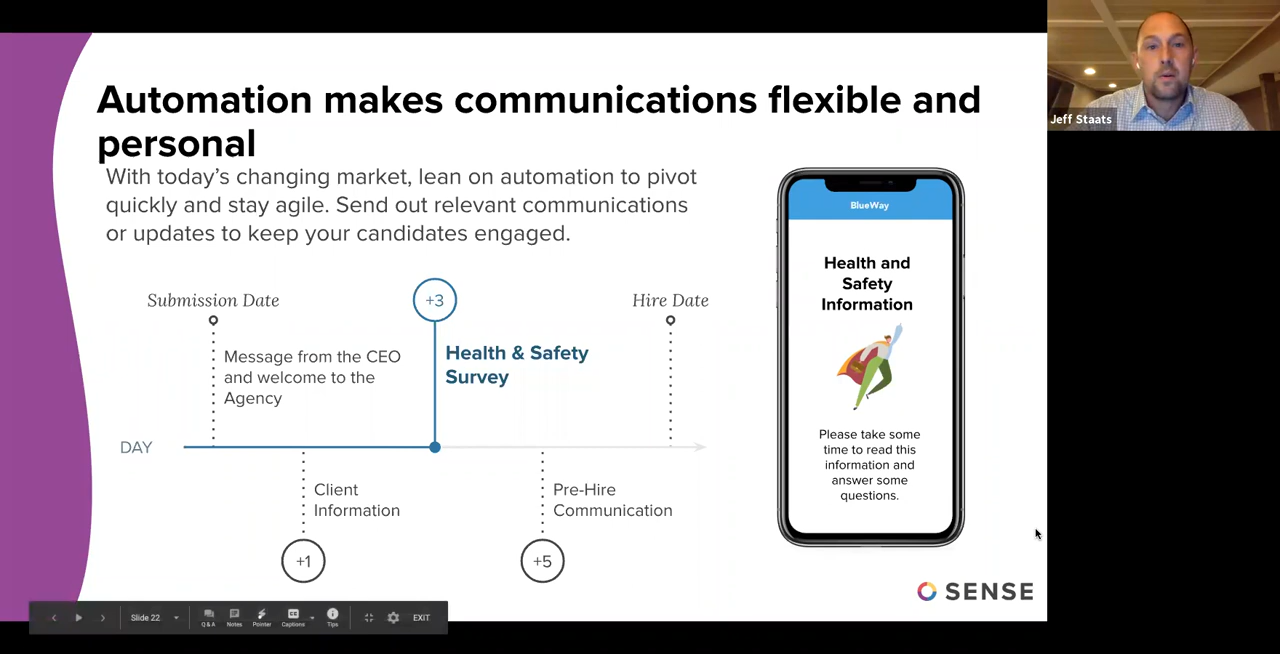 Automation makes communications flexible and
personal
With today's changing market, lean on automation to pivot
quickly and stay agile. Send out relevant communications
or updates to keep your candidates engaged.
Submission Date
+3
Hire Date
Message from the CEO
and welcome to the
Agency
Health & Safety
Survey
DAY
Client
Information
Pre-Hire
Communication
+1
+5
BlueWay
Health and
Safety
Information
Please take some
time to read this
information and
answer some
questions.
SENSE
Slide 22
Q & A
Notes
Pointer
CC
Captions
Tips
EXIT
Jeff Staats